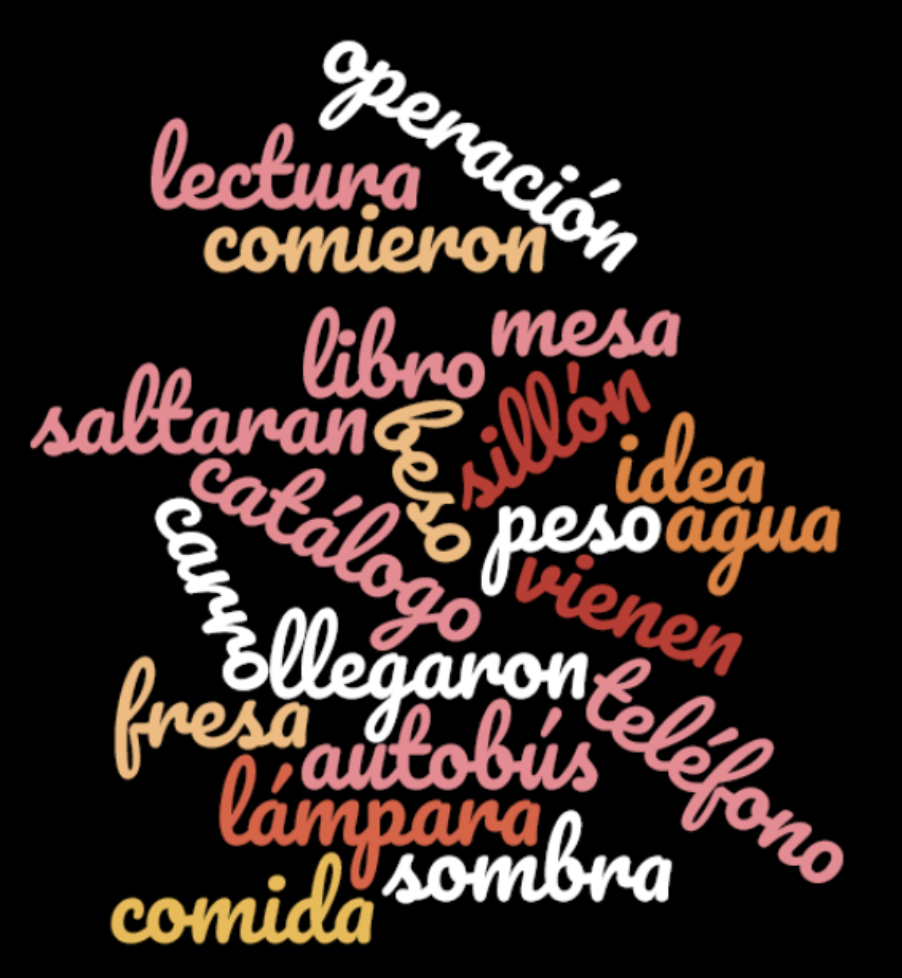 operación
lectura
comieron
mesa
libro
saltaran
beso
sillón
idea
catálogo
peso
agua
carro
vienen
llegaron
fresa
teléfono
autobús
lámpara
sombra
comida